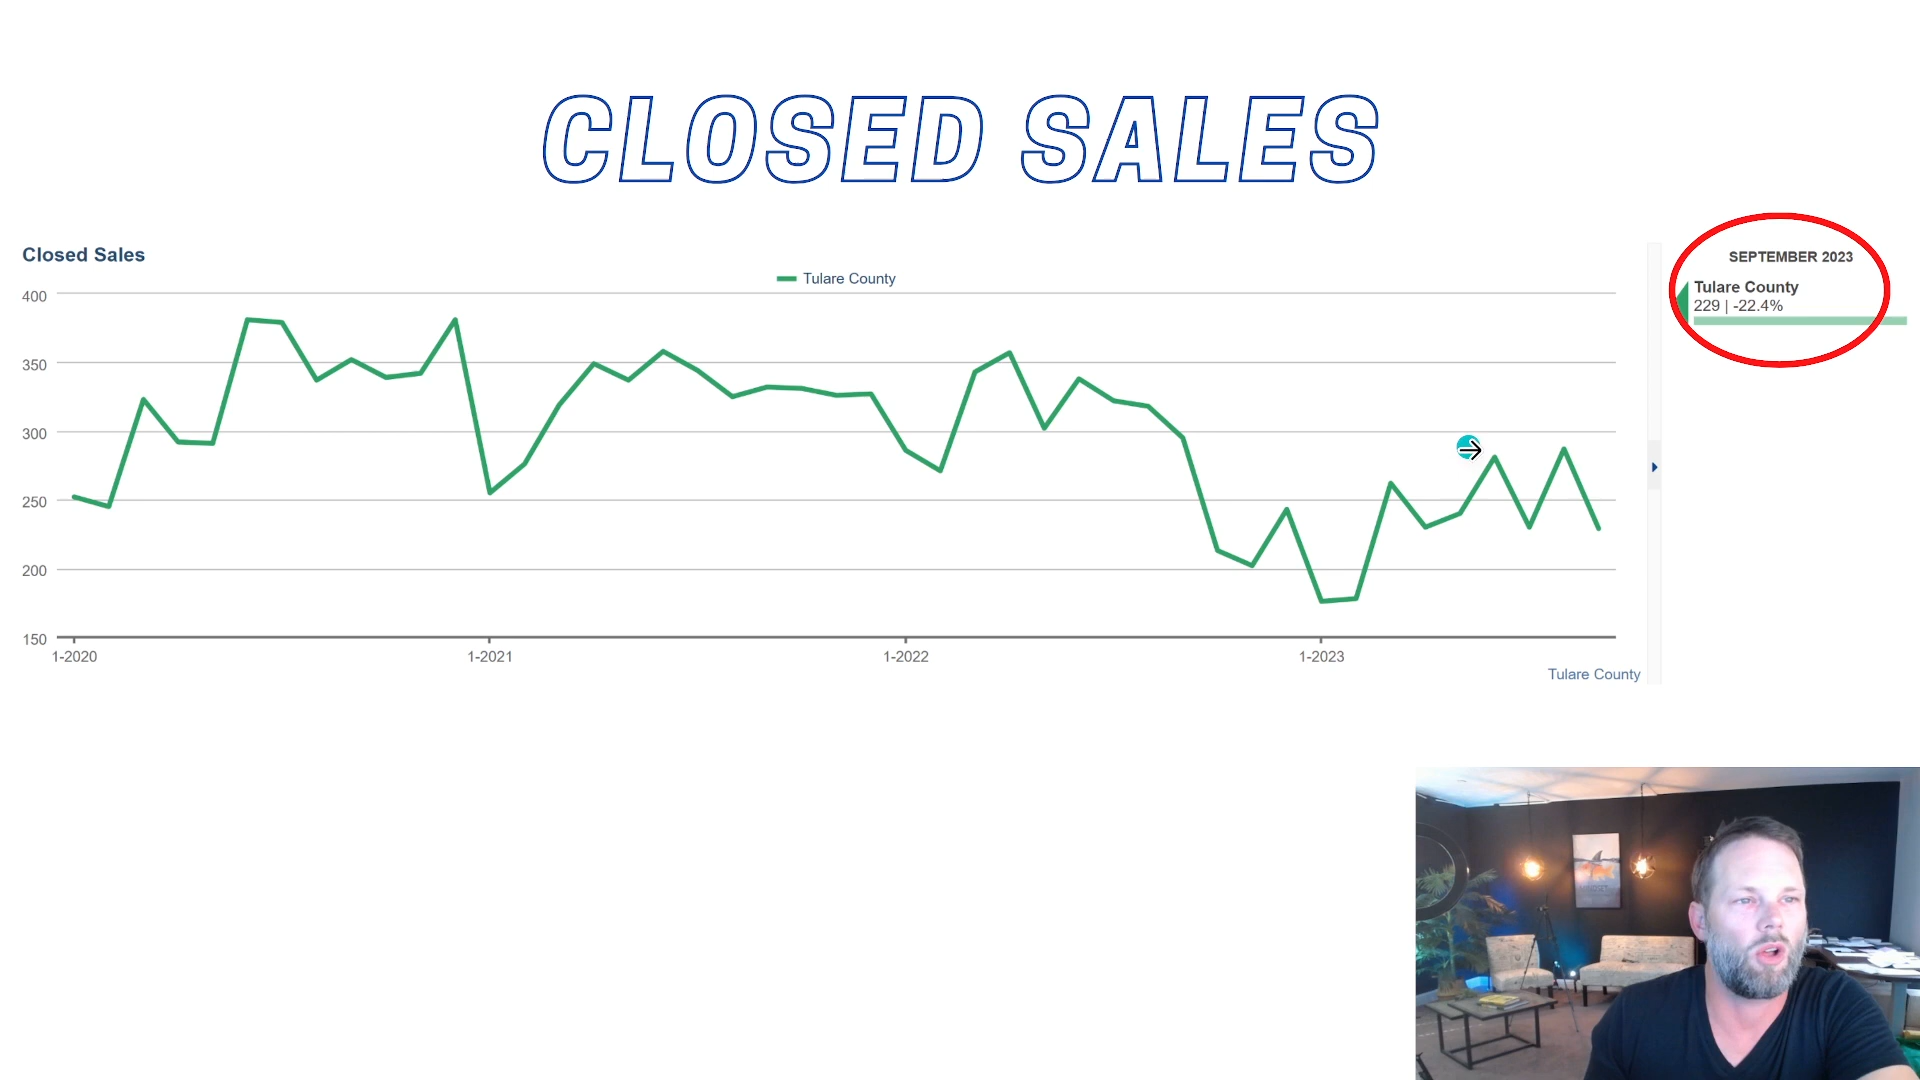 CLOSED SALES
Closed Sales
Tulare County
400
350
300
250
200
150
1-2020
1-2021
1-2022
1-2023
Tulare County
SEPTEMBER 2023
Tulare County
229 | -22.4%